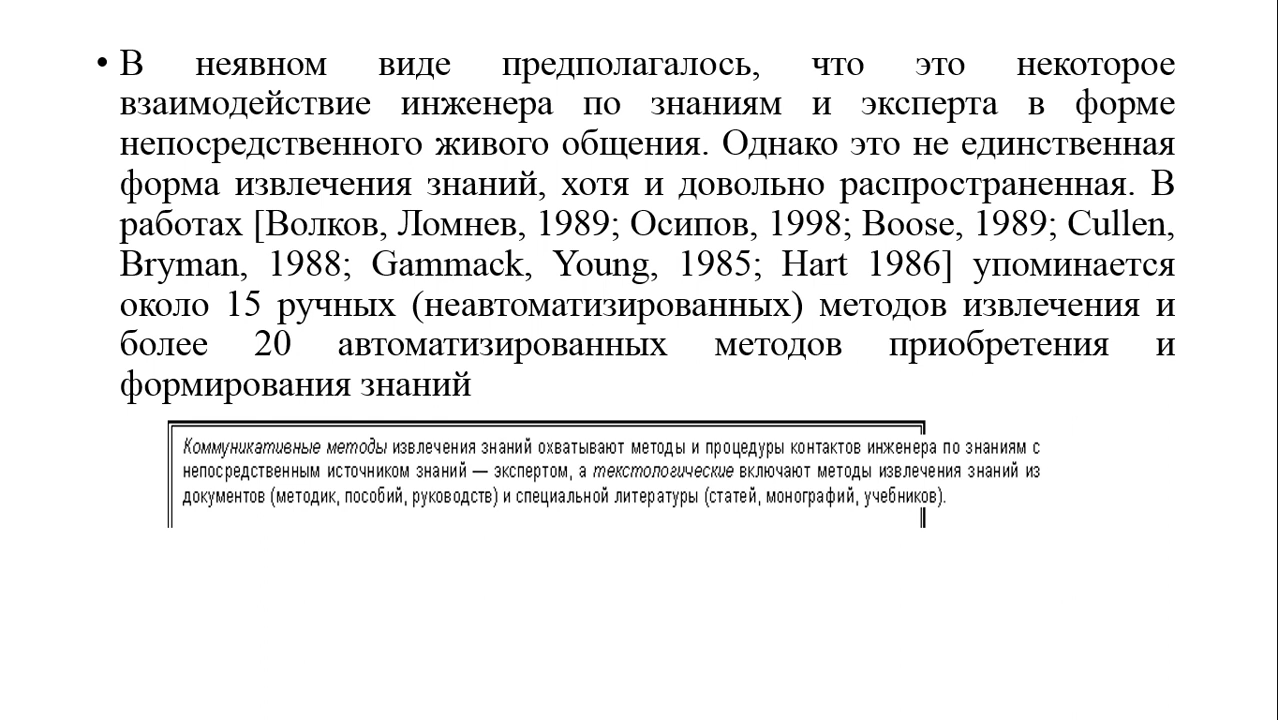 • В неявном виде предполагалось, что это некоторое
взаимодействие инженера по знаниям и эксперта в форме
непосредственного живого общения. Однако это не единственная
форма извлечения знаний, хотя и довольно распространенная. В
работах [Волков, Ломнев, 1989; Осипов, 1998; Boose, 1989; Cullen,
Bryman, 1988; Gammack, Young, 1985; Hart 1986] упоминается
около 15 ручных (неавтоматизированных) методов извлечения и
более 20 автоматизированных методов приобретения и
формирования знаний
Коммуникативные методы извлечения знаний охватывают методы и процедуры контактов инженера по знаниям с
непосредственным источником знаний — экспертом, а текстологические включают методы извлечения знаний из
документов (методик, пособий, руководств) и специальной литературы (статей, монографий, учебников).